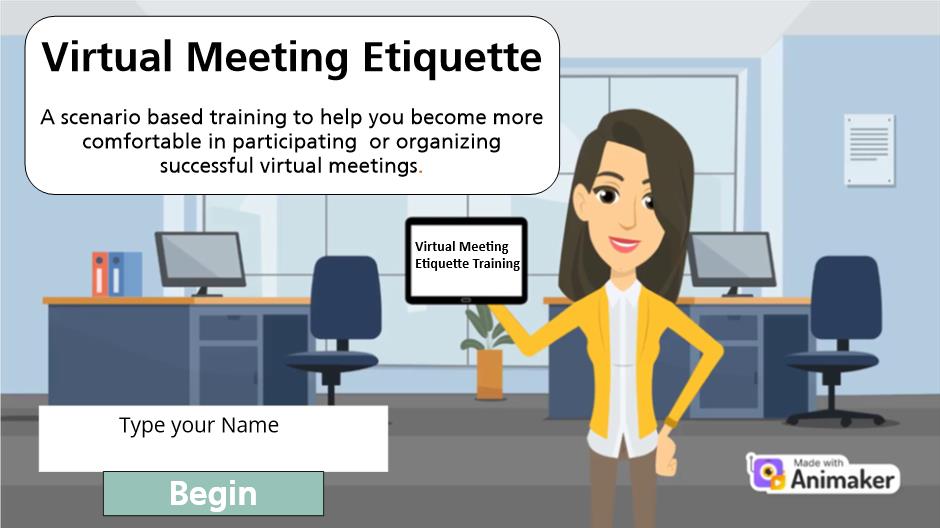 Virtual Meeting Etiquette
A scenario based training to help you become more
comfortable in participating  or organizing
successful virtual meetings.
Virtual Meeting
Etiquette Training
Type your Name
Begin
Made with
Animaker